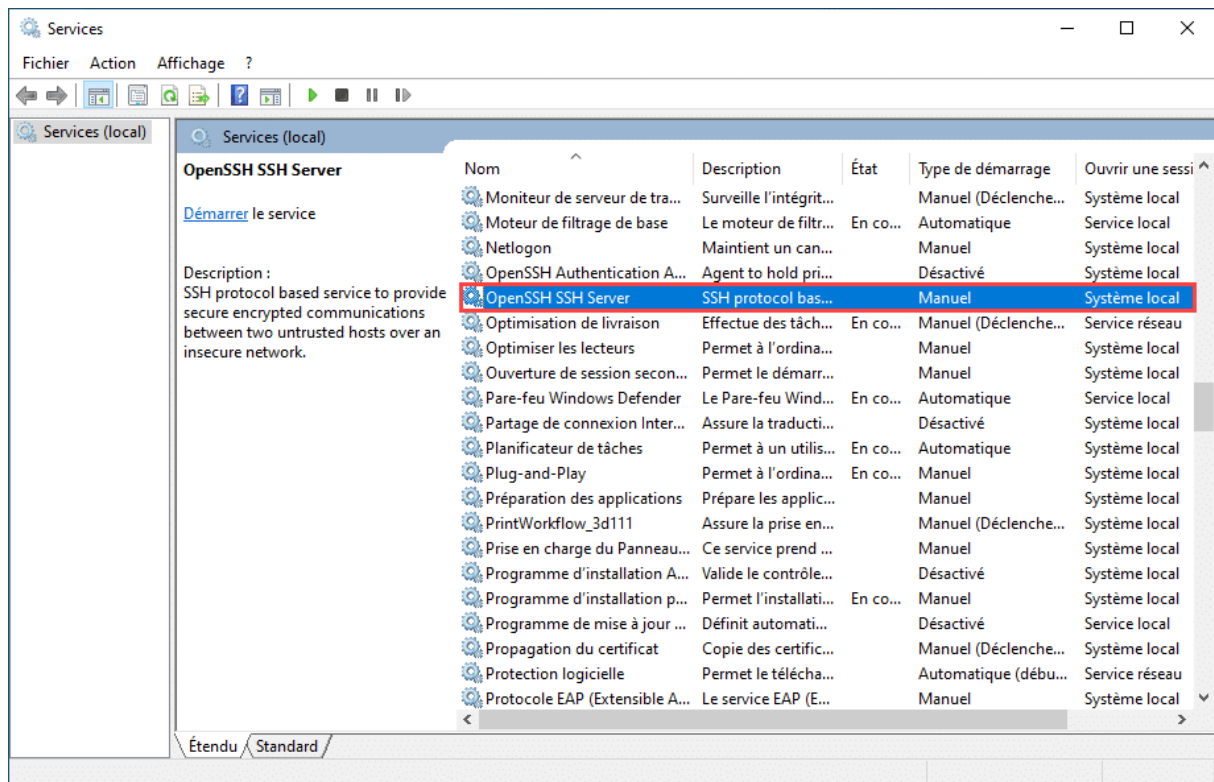 Services
Fichier Action Affichage ?
Services (local)
Services (local)
OpenSSH SSH Server
Démarrer le service
Description :
SSH protocol based service to provide
secure encrypted communications
between two untrusted hosts over an
insecure network.
Nom Description État Type de démarrage Ouvrir une sessi
Moniteur de serveur de tra... Surveille l'intégrit... Manuel (Déclenche... Système local
Moteur de filtrage de base Le moteur de filtr... En co... Automatique Service local
Netlogon Maintient un can... Manuel Système local
OpenSSH Authentication A... Agent to hold pri... Désactivé Système local
OpenSSH SSH Server SSH protocol bas... Manuel Système local
Optimisation de livraison Effectue des tâch... En co... Manuel (Déclenche... Service réseau
Optimiser les lecteurs Permet à l'ordina... Manuel Système local
Ouverture de session secon... Permet le démarr... Manuel Système local
Pare-feu Windows Defender Le Pare-feu Wind... En co... Automatique Service local
Partage de connexion Inter... Assure la traducti... Désactivé Système local
Planificateur de tâches Permet à un utilis... En co... Automatique Système local
Plug-and-Play Permet à l'ordina... En co... Manuel Système local
Préparation des applications Prépare les applic... Manuel Système local
PrintWorkflow_3d111 Assure la prise en... Manuel (Déclenche... Système local
Prise en charge du Panneau... Ce service prend ... Manuel Système local
Programme d'installation A... Valide le contrôle... Désactivé Système local
Programme d'installation p... Permet l'installati... En co... Manuel Système local
Programme de mise à jour ... Définit automati... Désactivé Service local
Propagation du certificat Copie des certific... Manuel (Déclenche... Système local
Protection logicielle Permet le télécha... Automatique (débu... Service réseau
Protocole EAP (Extensible A... Le service EAP (E... Manuel Système local
Étendu Standard